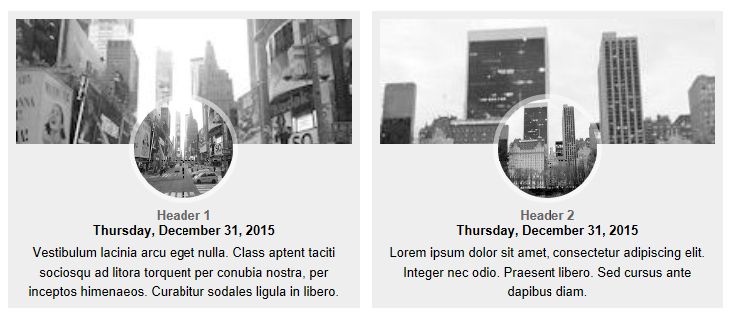 Header 1
Thursday, December 31, 2015
Vestibulum lacinia arcu eget nulla. Class aptent taciti
sociosqu ad litora torquent per conubia nostra, per
inceptos himenaeos. Curabitur sodales ligula in libero.
Header 2
Thursday, December 31, 2015
Lorem ipsum dolor sit amet, consectetur adipiscing elit.
Integer nec odio. Praesent libero. Sed cursus ante
dapibus diam.